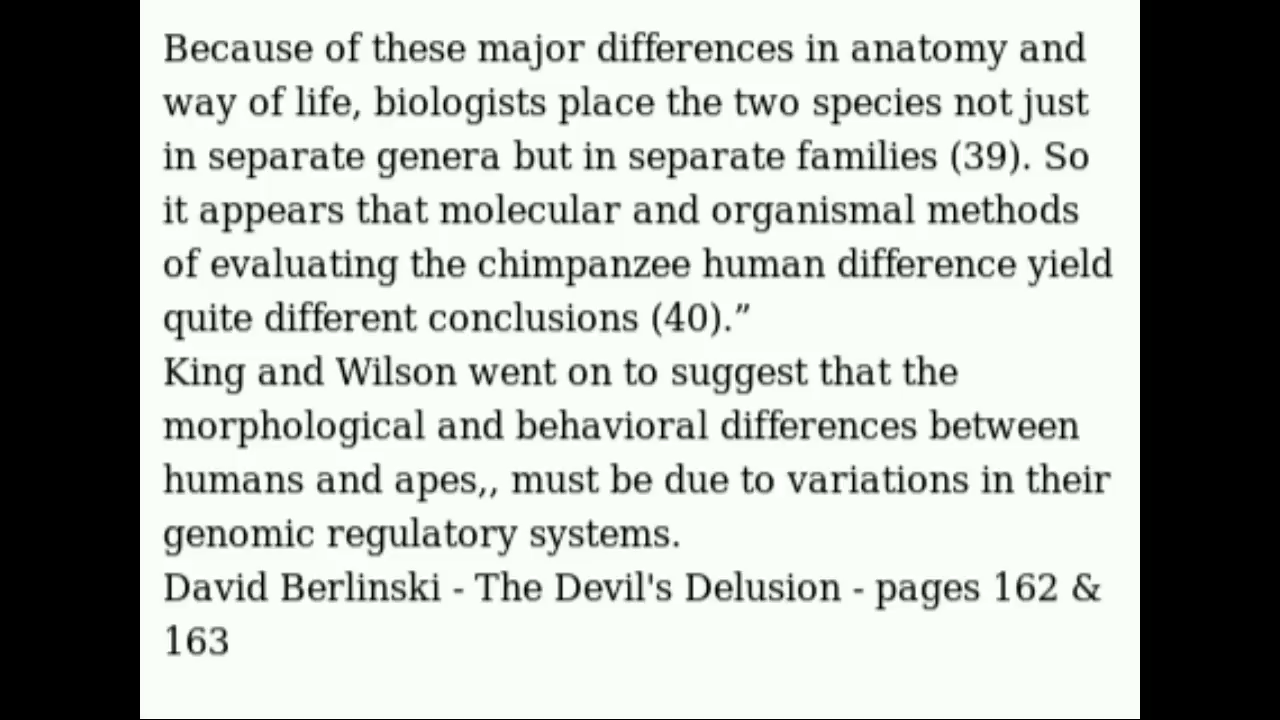 Because of these major differences in anatomy and
way of life, biologists place the two species not just
in separate genera but in separate families (39). So
it appears that molecular and organismal methods
of evaluating the chimpanzee human difference yield
quite different conclusions (40).”
King and Wilson went on to suggest that the
morphological and behavioral differences between
humans and apes,, must be due to variations in their
genomic regulatory systems.
David Berlinski - The Devil's Delusion - pages 162 &
163